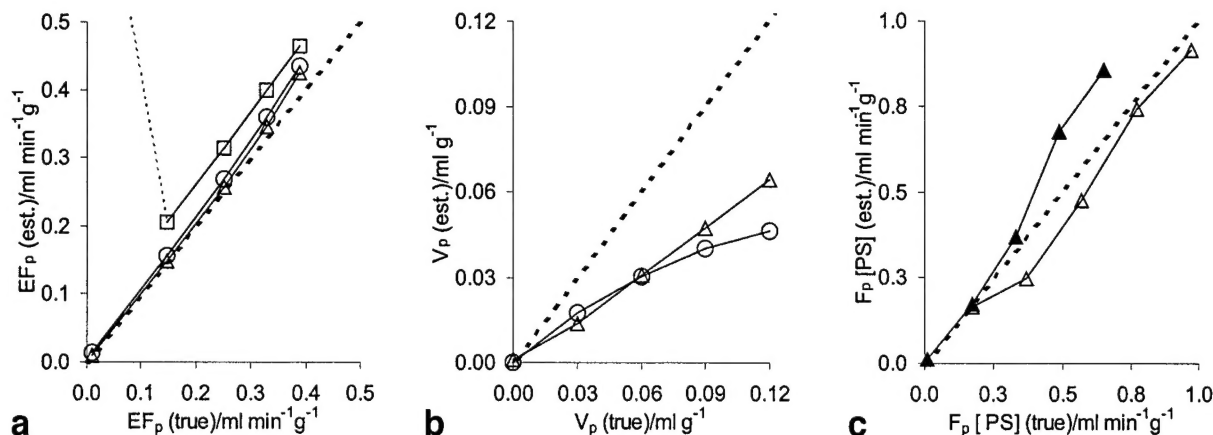 0.5
0.4
0.3
0.2
0.1
0.0
EFp (est.)/ml min-1g-1
0.0 0.1 0.2 0.3 0.4 0.5
EFp (true)/ml min-1g-1
a
0.12
0.09
0.06
0.03
0.00
Vp (est.)/ml g-1
0.00 0.03 0.06 0.09 0.12
Vp (true)/ml g-1
b
1.0
0.8
0.5
0.3
0.0
Fp [PS] (est.)/ml min-1g-1
0.0 0.3 0.5 0.8 1.0
Fp [PS] (true)/ml min-1g-1
c